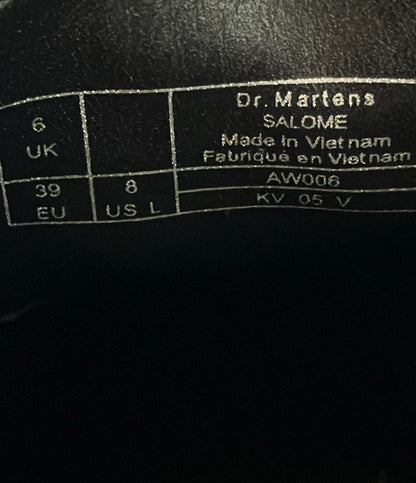 6
UK
39
EU
8
US L
Dr. Martens
SALOME
Made in Vietnam
Fabriqué en Vietnam
AW006
KV 05 V